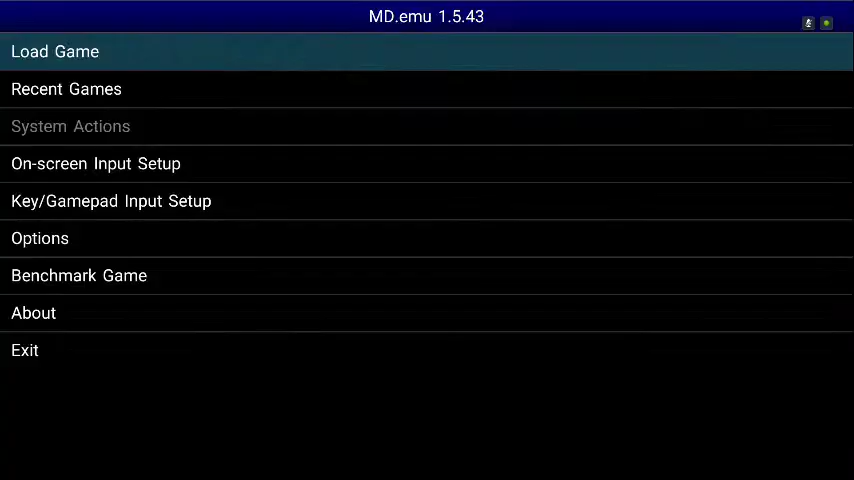 MD.emu 1.5.43
Load Game
Recent Games
System Actions
On-screen Input Setup
Key/Gamepad Input Setup
Options
Benchmark Game
About
Exit